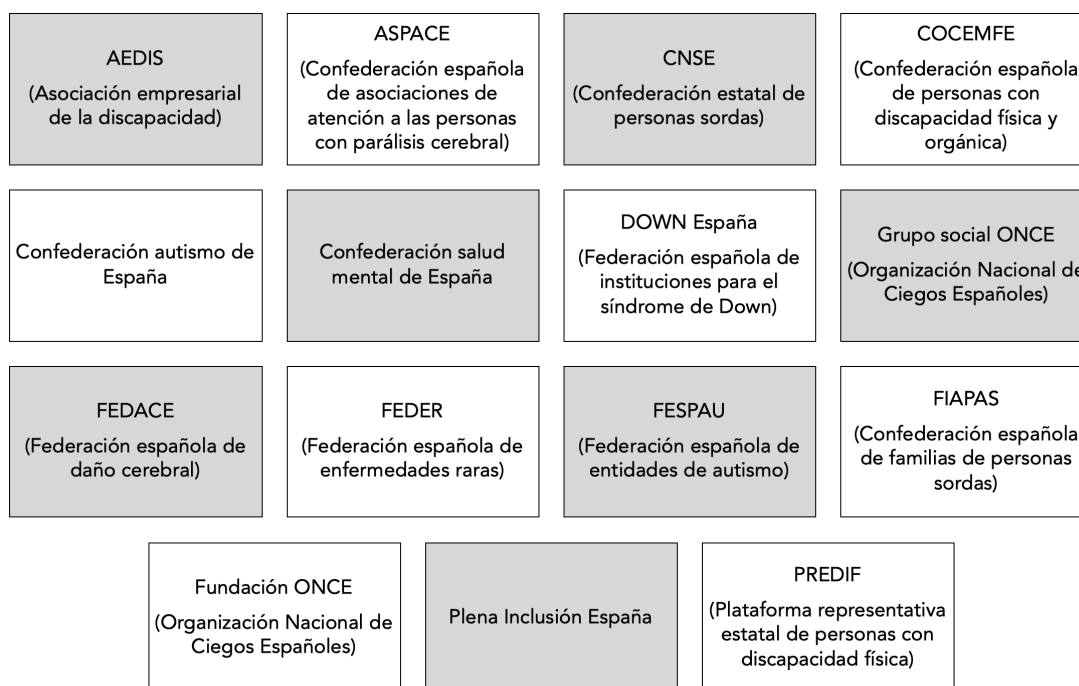 AEDIS
(Asociación empresarial
de la discapacidad)
ASPACE
(Confederación española
de asociaciones de
atención a las personas
con parálisis cerebral)
CNSE
(Confederación estatal de
personas sordas)
COCEMFE
(Confederación española
de personas con
discapacidad física y
orgánica)
Confederación autismo de
España
Confederación salud
mental de España
DOWN España
(Federación española de
instituciones para el
síndrome de Down)
Grupo social ONCE
(Organización Nacional de
Ciegos Españoles)
FEDACE
(Federación española de
daño cerebral)
FEDER
(Federación española de
enfermedades raras)
FESPAU
(Federación española de
entidades de autismo)
FIAPAS
(Confederación española
de familias de personas
sordas)
Fundación ONCE
(Organización Nacional de
Ciegos Españoles)
Plena Inclusión España
PREDIF
(Plataforma representativa
estatal de personas con
discapacidad física)